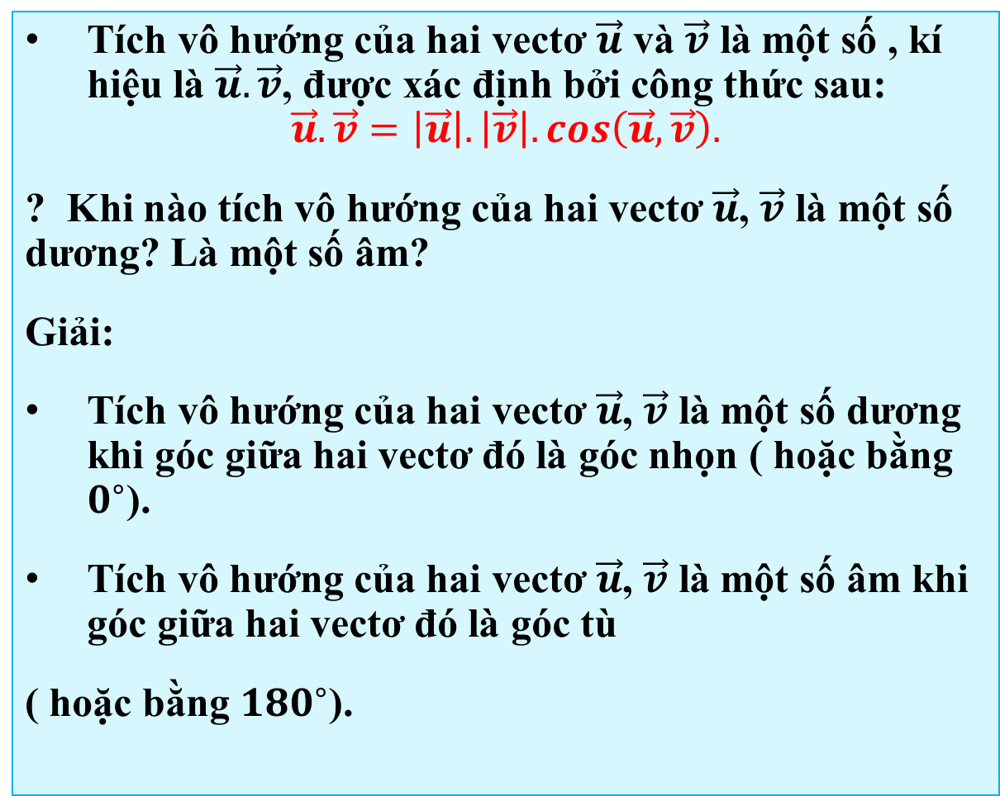 • Tích vô hướng của hai vectơ $\vec{u}$ và $\vec{v}$ là một số , kí
hiệu là $\vec{u}.\vec{v}$, được xác định bởi công thức sau:
$\vec{u}.\vec{v} = |\vec{u}|.|\vec{v}|.cos(\vec{u},\vec{v}).$
? Khi nào tích vô hướng của hai vectơ $\vec{u}$, $\vec{v}$ là một số
dương? Là một số âm?
Giải:
• Tích vô hướng của hai vectơ $\vec{u}$, $\vec{v}$ là một số dương
khi góc giữa hai vectơ đó là góc nhọn ( hoặc bằng
0°).
• Tích vô hướng của hai vectơ $\vec{u}$, $\vec{v}$ là một số âm khi
góc giữa hai vectơ đó là góc tù
( hoặc bằng 180°).